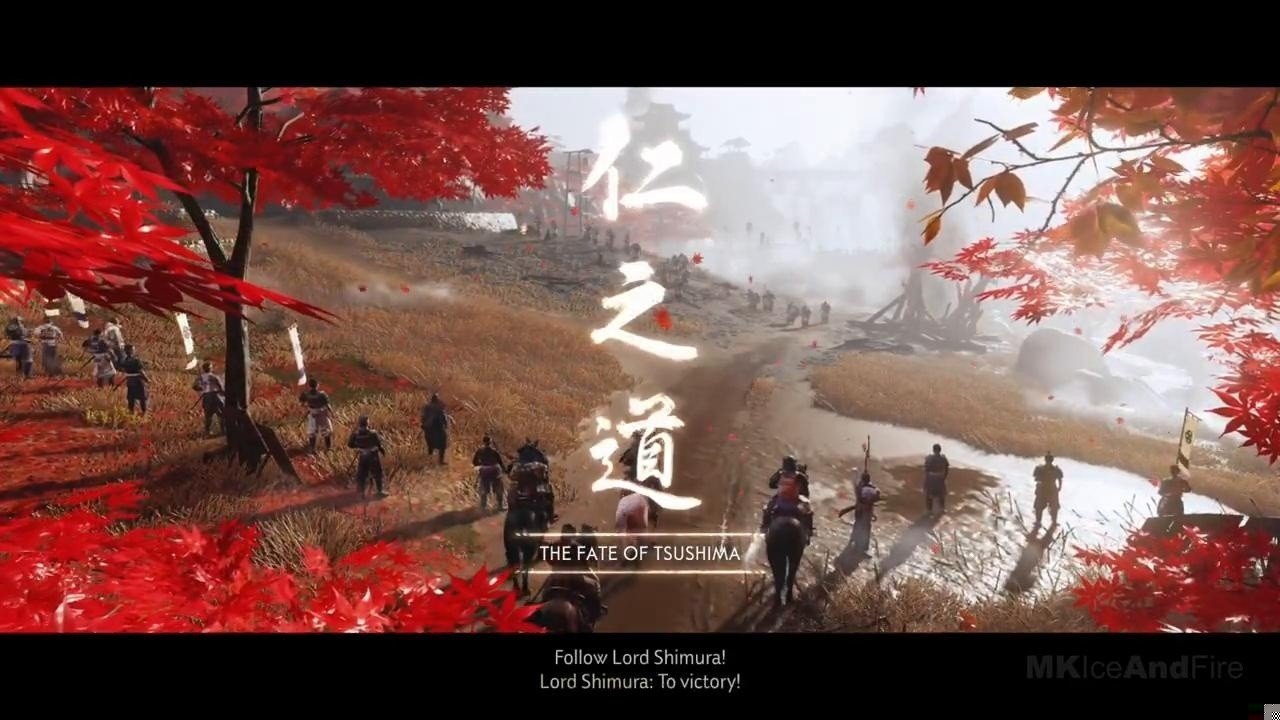 仁之道
THE FATE OF TSUSHIMA
Follow Lord Shimura!
Lord Shimura: To victory!
MKIceAndFire